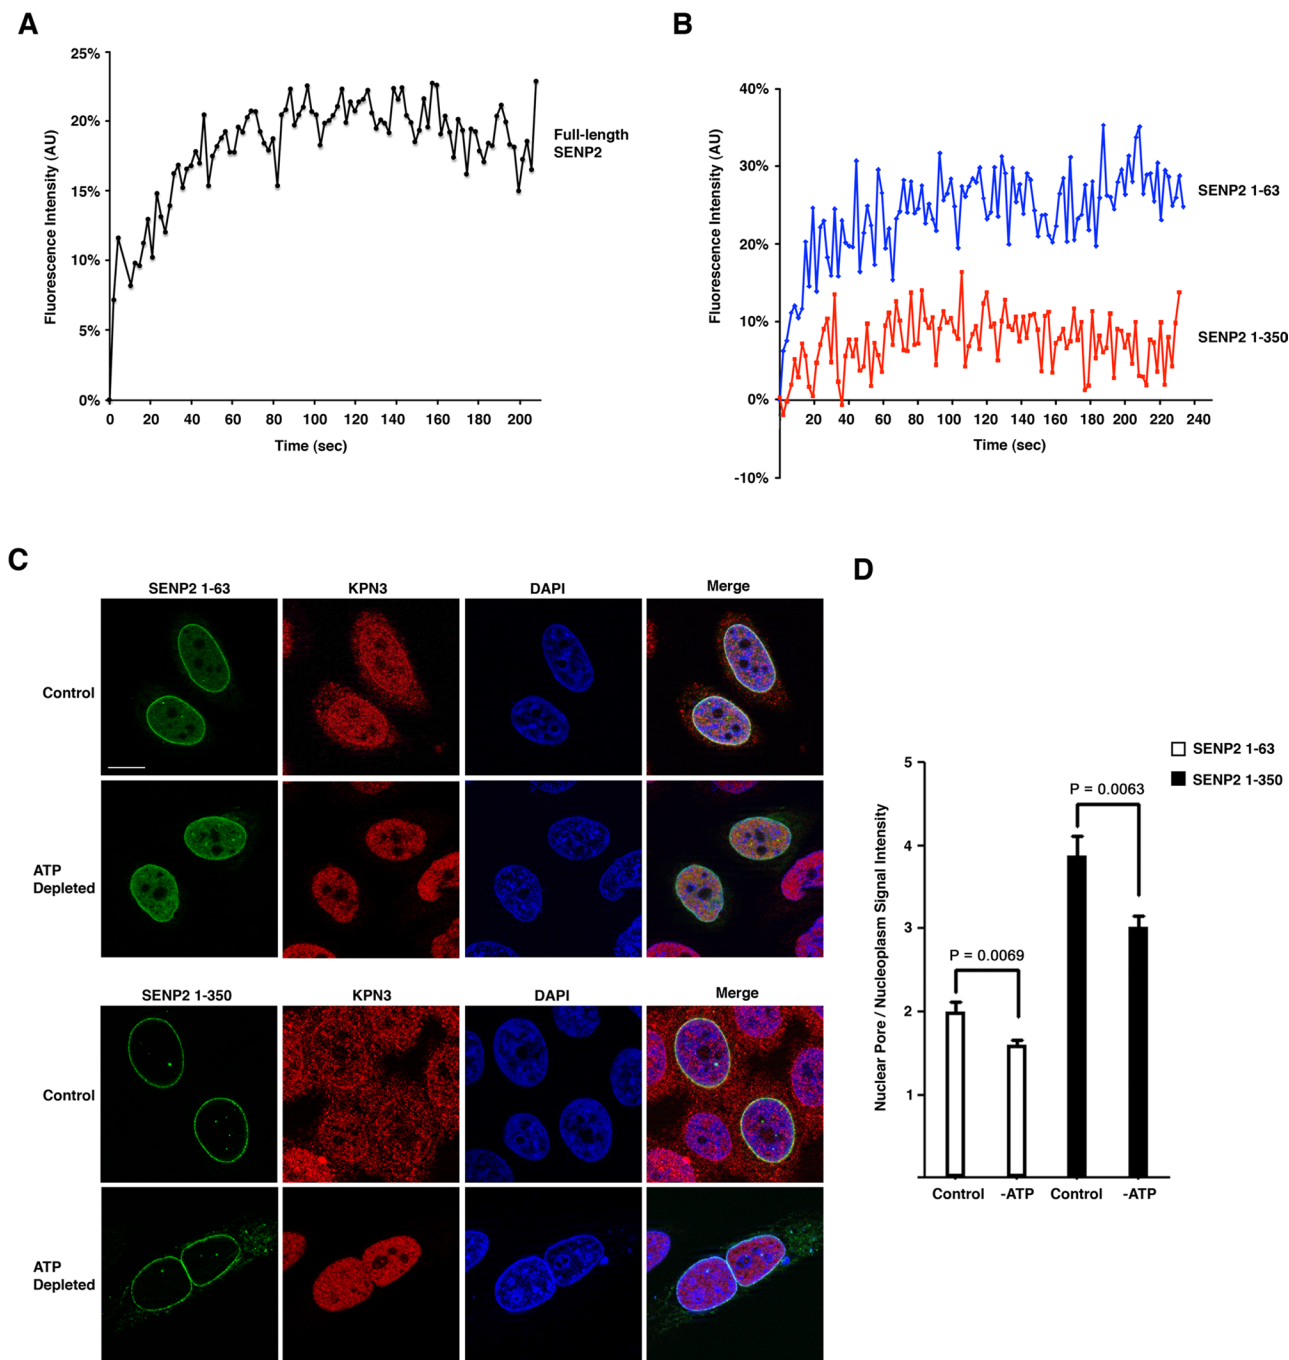 A
25%
20%
15%
10%
5%
0%
Fluorescence Intensity (AU)
0 20 40 60 80 100 120 140 160 180 200
Time (sec)
Full-length
SENP2
B
40%
30%
20%
10%
0%
-10%
Fluorescence Intensity (AU)
20 40 60 80 100 120 140 160 180 200 220 240
Time (sec)
SENP2 1-63
SENP2 1-350
C
SENP2 1-63 KPN3 DAPI Merge
Control
ATP
Depleted
SENP2 1-350 KPN3 DAPI Merge
Control
ATP
Depleted
D
SENP2 1-63
SENP2 1-350
5
4
3
2
1
Nuclear Pore / Nucleoplasm Signal Intensity
P = 0.0063
P = 0.0069
Control -ATP Control -ATP